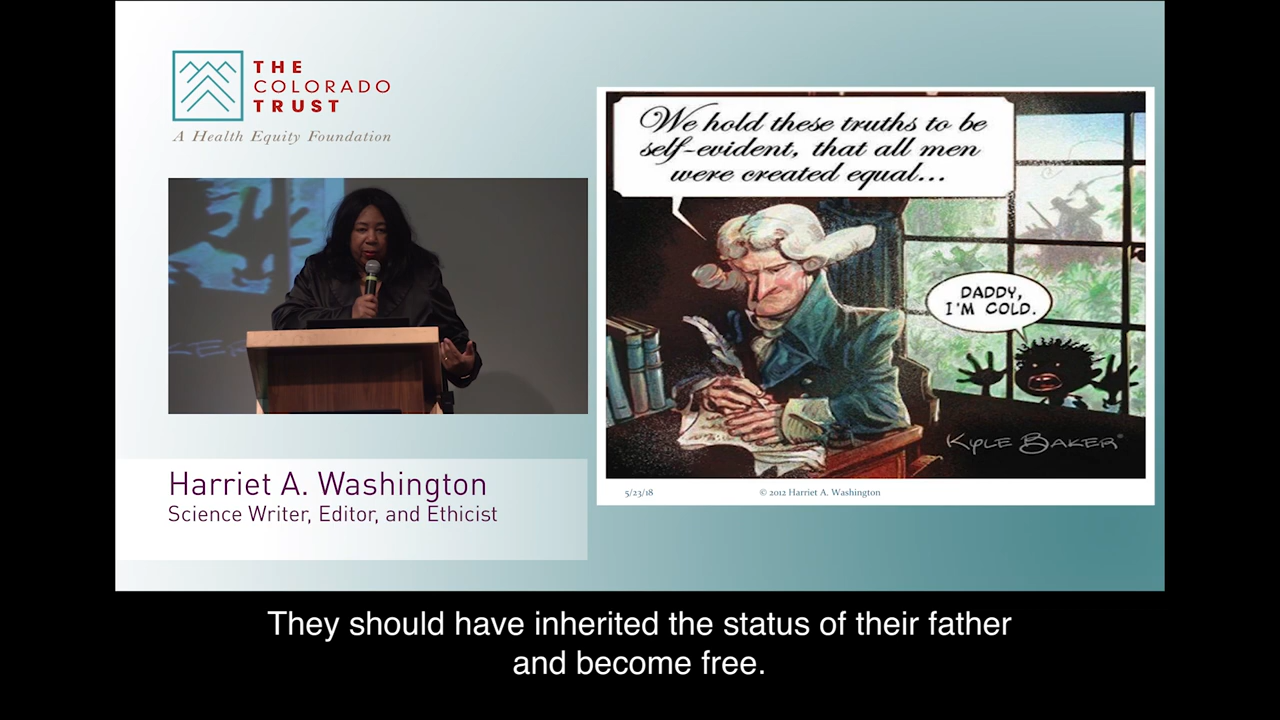 THE
COLORADO
TRUST
A Health Equity Foundation
We hold these truths to be
self-evident, that all men
were created equal...
DADDY,
I'M COLD.
KYLE BAKER
5/23/18
© 2012 Harriet A. Washington
Harriet A. Washington
Science Writer, Editor, and Ethicist
They should have inherited the status of their father
and become free.